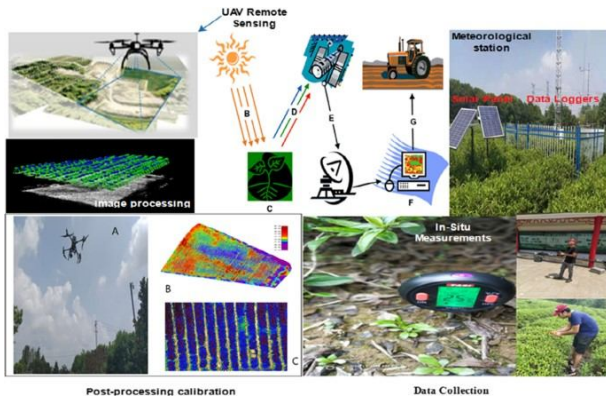 UAV Remote
Sensing
B
D
E
C
F
G
Meteorological
station
Solar Panel
Data Loggers
Image processing
A
B
C
In-Situ
Measurements
Post-processing calibration
Data Collection